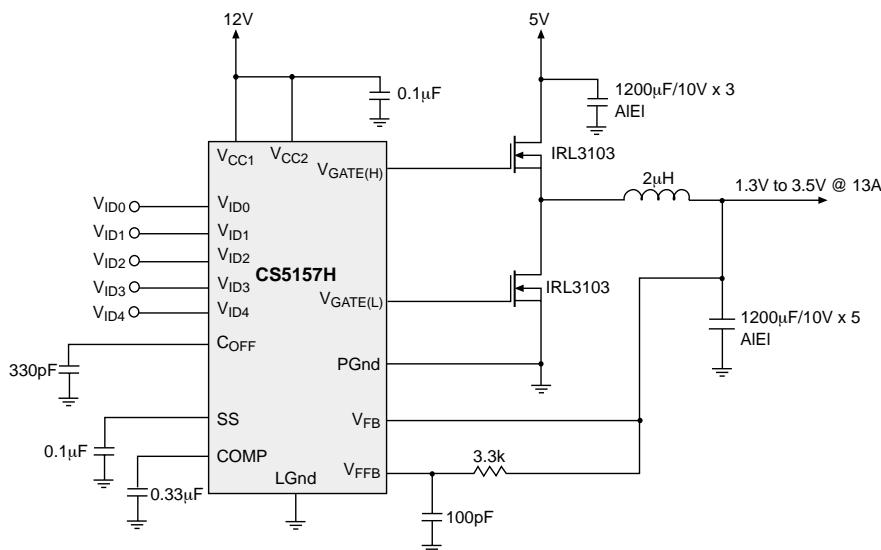 12V
5V
0.1µF
1200µF/10V x 3
AlEl
VCC1
VCC2
VGATE(H)
IRL3103
2µH
1.3V to 3.5V @ 13A
VID0
VID0
VID1
VID1
VID2
VID2
CS5157H
VID3
VID3
VID4
VID4
VGATE(L)
IRL3103
1200µF/10V x 5
AlEl
COFF
330pF
PGnd
SS
VFB
0.1µF
COMP
3.3k
LGnd
VFFB
0.33µF
100pF